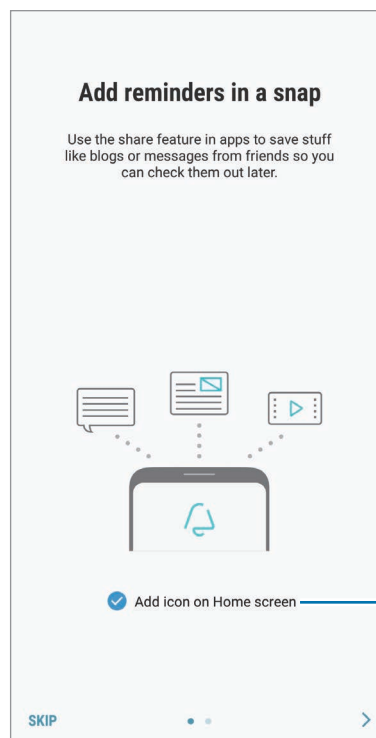 Add reminders in a snap
Use the share feature in apps to save stuff
like blogs or messages from friends so you
can check them out later.
Add icon on Home screen
SKIP